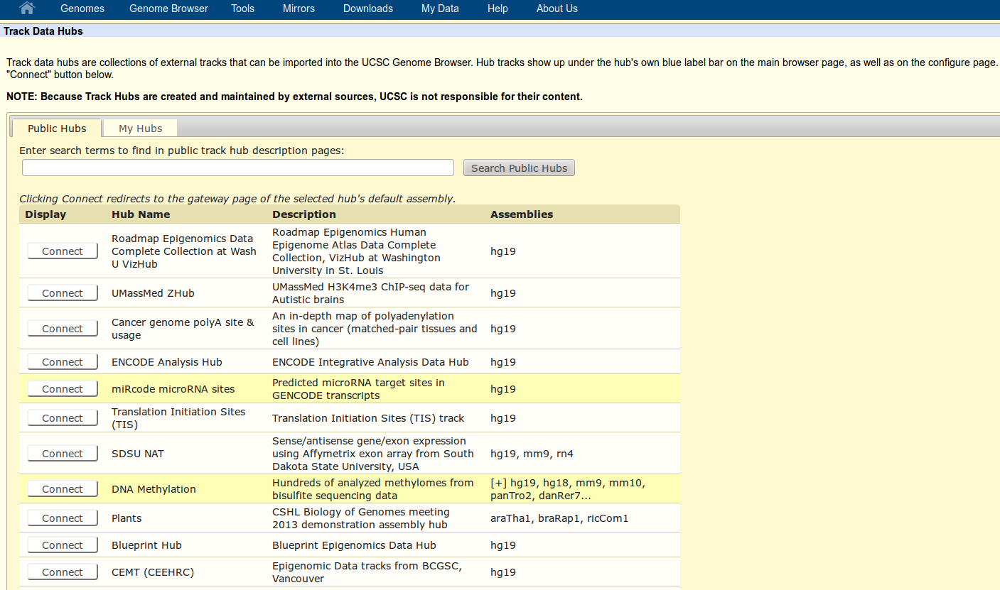 Genomes Genome Browser Tools Mirrors Downloads My Data Help About Us
Track Data Hubs
Track data hubs are collections of external tracks that can be imported into the UCSC Genome Browser. Hub tracks show up under the hub's own blue label bar on the main browser page, as well as on the configure page.
"Connect" button below.
NOTE: Because Track Hubs are created and maintained by external sources, UCSC is not responsible for their content.
Public Hubs My Hubs
Enter search terms to find in public track hub description pages:
Search Public Hubs
Clicking Connect redirects to the gateway page of the selected hub's default assembly.
Display Hub Name Description Assemblies
Connect
Roadmap Epigenomics Data
Complete Collection at Wash
U VizHub
Roadmap Epigenomics Human
Epigenome Atlas Data Complete
Collection, VizHub at Washington
University in St. Louis
hg19
Connect
UMassMed ZHub
UMassMed H3K4me3 ChIP-seq data for
Autistic brains
hg19
Connect
Cancer genome polyA site &
usage
An in-depth map of polyadenylation
sites in cancer (matched-pair tissues and
cell lines)
hg19
Connect
ENCODE Analysis Hub
ENCODE Integrative Analysis Data Hub
hg19
Connect
miRcode microRNA sites
Predicted microRNA target sites in
GENCODE transcripts
hg19
Connect
Translation Initiation Sites
(TIS)
Translation Initiation Sites (TIS) track
hg19
Connect
SDSU NAT
Sense/antisense gene/exon expression
using Affymetrix exon array from South
Dakota State University, USA
hg19, mm9, rn4
Connect
DNA Methylation
Hundreds of analyzed methylomes from
bisulfite sequencing data
[+] hg19, hg18, mm9, mm10,
panTro2, danRer7...
Connect
Plants
CSHL Biology of Genomes meeting
2013 demonstration assembly hub
araTha1, braRap1, ricCom1
Connect
Blueprint Hub
Blueprint Epigenomics Data Hub
hg19
Connect
CEMT (CEEHRC)
Epigenomic Data tracks from BCGSC,
Vancouver
hg19